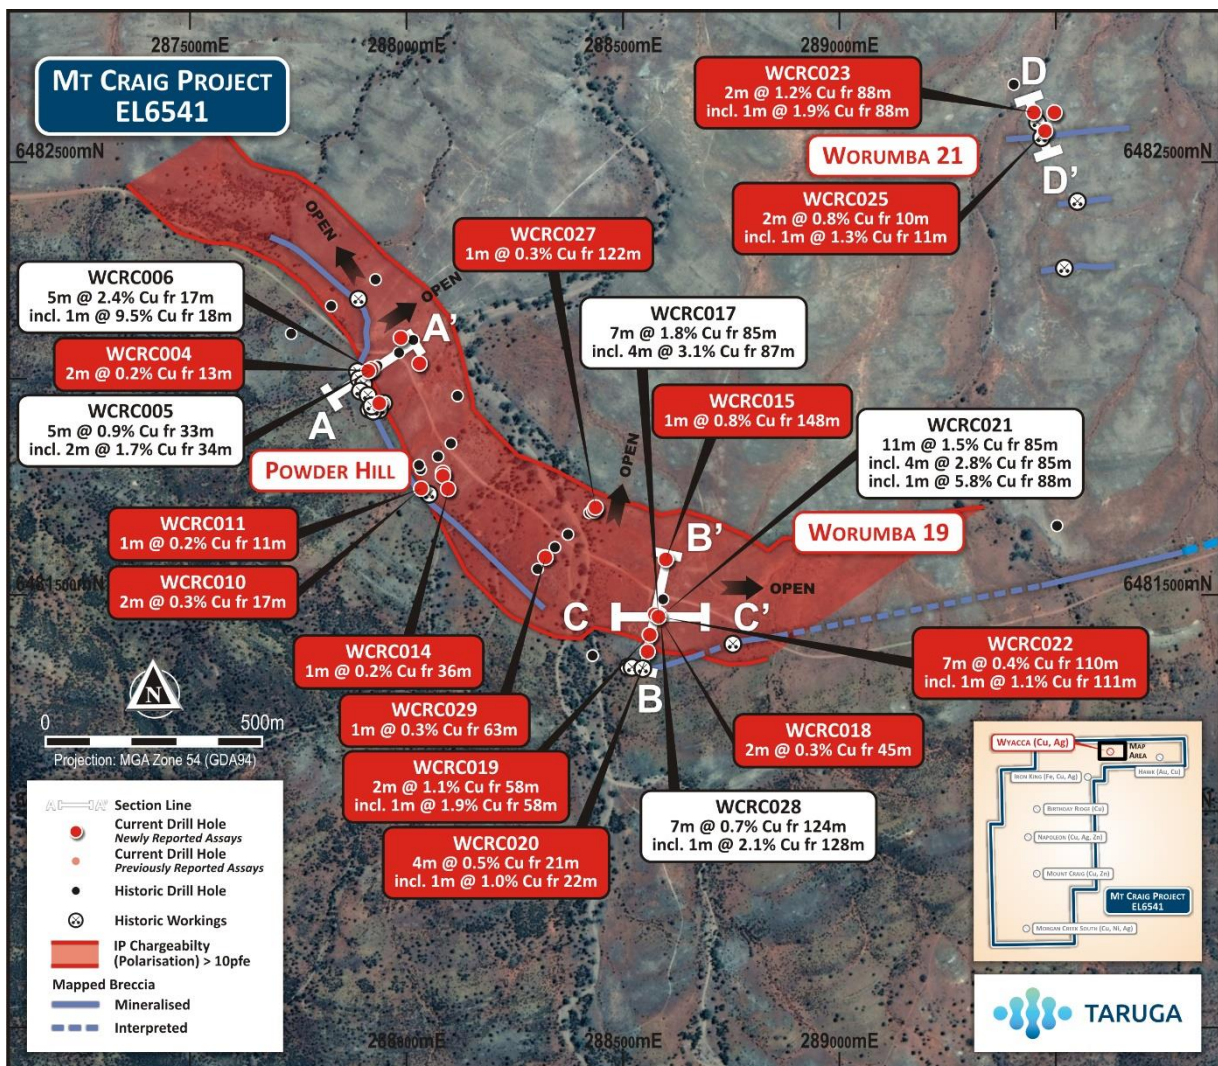 287500mE
288000mE
288500mE
289000mE
MT CRAIG PROJECT
EL6541
6482500mN
WCRC023
2m @ 1.2% Cu fr 88m
incl. 1m @ 1.9% Cu fr 88m
D
WORUMBA 21
D'
WCRC025
2m @ 0.8% Cu fr 10m
incl. 1m @ 1.3% Cu fr 11m
OPEN
WCRC027
1m @ 0.3% Cu fr 122m
WCRC006
5m @ 2.4% Cu fr 17m
incl. 1m @ 9.5% Cu fr 18m
OPEN
A'
WCRC017
7m @ 1.8% Cu fr 85m
incl. 4m @ 3.1% Cu fr 87m
WCRC004
2m @ 0.2% Cu fr 13m
A
WCRC005
5m @ 0.9% Cu fr 33m
incl. 2m @ 1.7% Cu fr 34m
WCRC015
1m @ 0.8% Cu fr 148m
WCRC021
11m @ 1.5% Cu fr 85m
incl. 4m @ 2.8% Cu fr 85m
incl. 1m @ 5.8% Cu fr 88m
POWDER HILL
OPEN
WCRC011
1m @ 0.2% Cu fr 11m
B'
WORUMBA 19
WCRC010
2m @ 0.3% Cu fr 17m
6481500mN
6481500mN
OPEN
C
C'
WCRC014
1m @ 0.2% Cu fr 36m
WCRC022
7m @ 0.4% Cu fr 110m
incl. 1m @ 1.1% Cu fr 111m
B
N
0
500m
Projection: MGA Zone 54 (GDA94)
WCRC029
1m @ 0.3% Cu fr 63m
WCRC018
2m @ 0.3% Cu fr 45m
WCRC019
2m @ 1.1% Cu fr 58m
incl. 1m @ 1.9% Cu fr 58m
WCRC028
7m @ 0.7% Cu fr 124m
incl. 1m @ 2.1% Cu fr 128m
WCRC020
4m @ 0.5% Cu fr 21m
incl. 1m @ 1.0% Cu fr 22m
A A' Section Line
Current Drill Hole
Newly Reported Assays
Current Drill Hole
Previously Reported Assays
Historic Drill Hole
Historic Workings
IP Chargeabilty
(Polarisation) > 10pfe
Mapped Breccia
Mineralised
Interpreted
WYACCA (CU, AG)
MAP
AREA
IRON KING (FE, CU, AG)
HAWK (AU, CU)
BIRTHDAY RIDGE (CU)
NAPOLEON (CU, AG, ZN)
MOUNT CRAIG (CU, ZN)
MT CRAIG PROJECT
EL6541
MORGAN CREEK SOUTH (CU, NI, AG)
TARUGA
6482500mN
288000mE
288500mE
289000mE